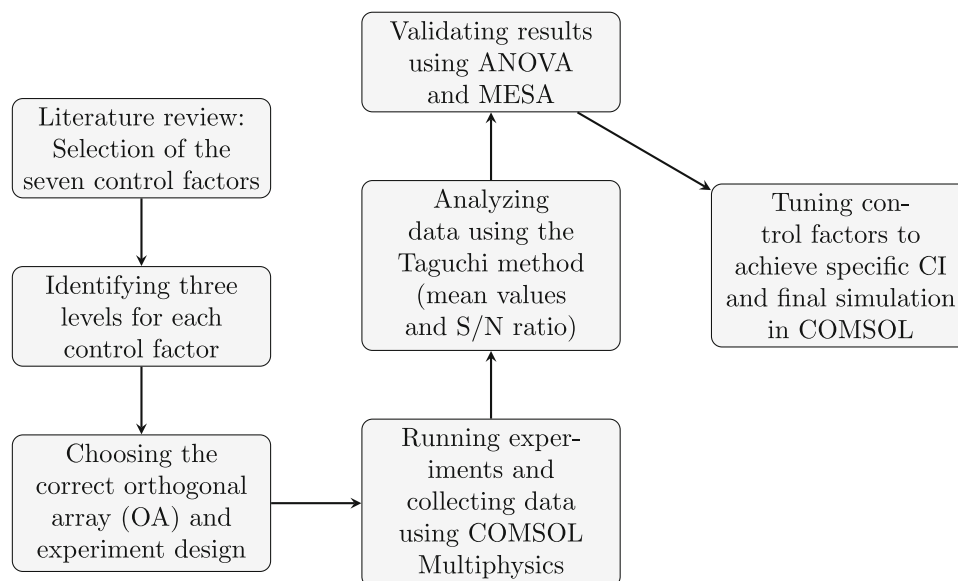 Literature review:
Selection of the
seven control factors
Identifying three
levels for each
control factor
Choosing the
correct orthogonal
array (OA) and
experiment design
Running exper-
iments and
collecting data
using COMSOL
Multiphysics
Analyzing
data using the
Taguchi method
(mean values
and S/N ratio)
Validating results
using ANOVA
and MESA
Tuning con-
trol factors to
achieve specific CI
and final simulation
in COMSOL